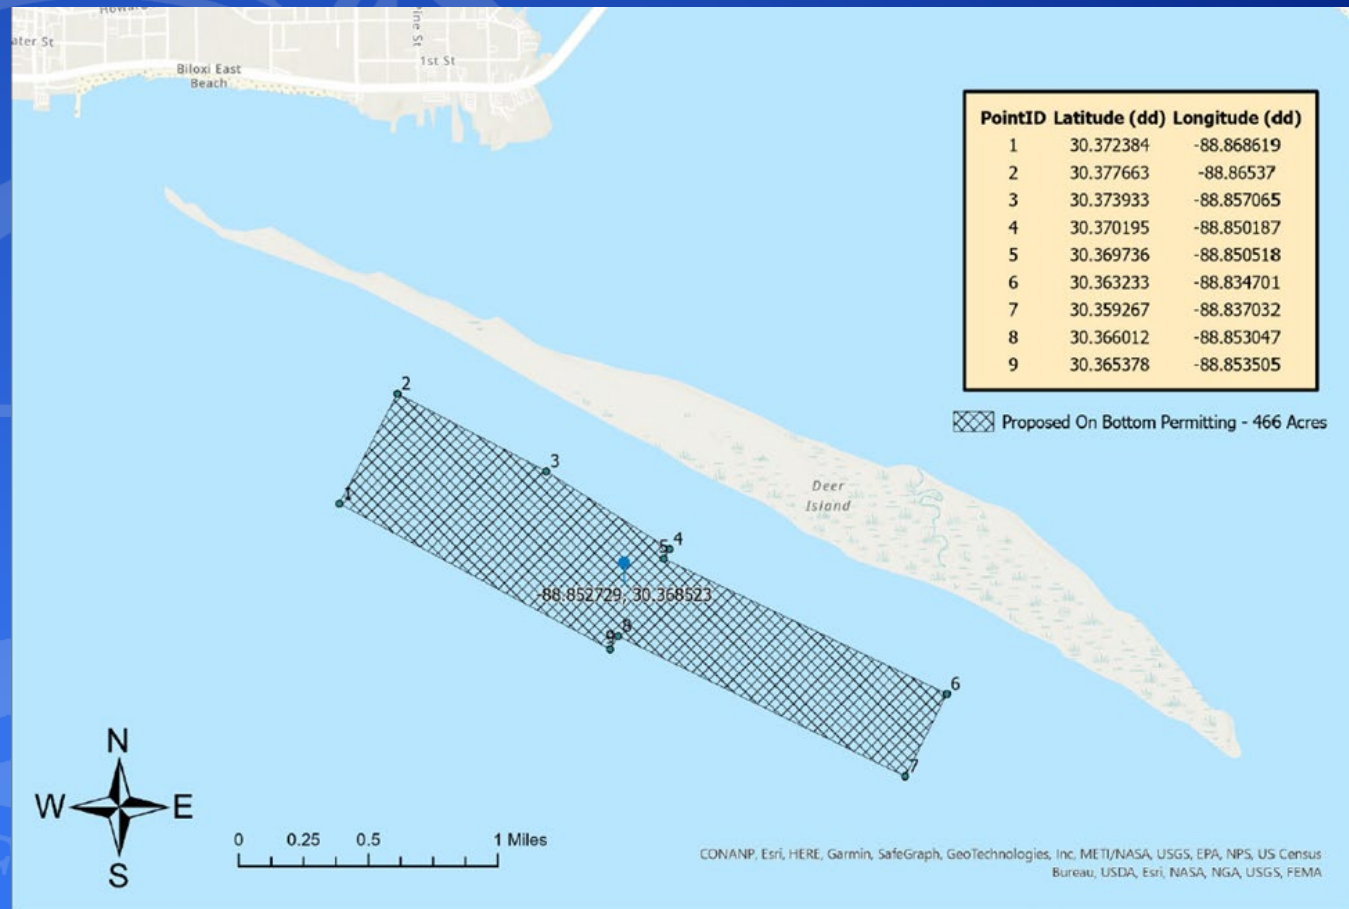 Howard
ater St
Pine St
1st St
Biloxi East
Beach
PointID Latitude (dd) Longitude (dd)
1 30.372384 -88.868619
2 30.377663 -88.86537
3 30.373933 -88.857065
4 30.370195 -88.850187
5 30.369736 -88.850518
6 30.363233 -88.834701
7 30.359267 -88.837032
8 30.366012 -88.853047
9 30.365378 -88.853505
Proposed On Bottom Permitting - 466 Acres
2
3
1
Deer
Island
4
5
-88.852729, 30.368523
8
9
6
7
N
W E
S
0 0.25 0.5 1 Miles
CONANP, Esri, HERE, Garmin, SafeGraph, GeoTechnologies, Inc, METI/NASA, USGS, EPA, NPS, US Census
Bureau, USDA, Esri, NASA, NGA, USGS, FEMA